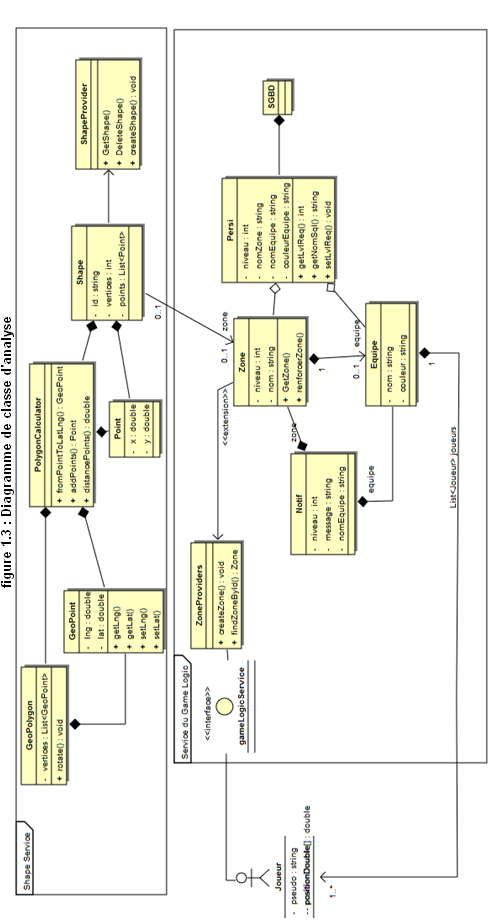 figure 1.3 : Diagramme de classe d'analyse
Shape Service
GeoPolygon
- vertices : List<GeoPoint>
+ rotate() : void
GeoPoint
- lng : double
- lat : double
+ getLng()
+ getLat()
+ setLng()
+ setLat()
PolygonCalculator
+ fromPointToLatLng() : GeoPoint
+ addPoints() : Point
+ distancePoints() : double
Point
- x : double
- y : double
Shape
- id : string
- vertices : int
- points : List<Point>
ShapeProvider
+ GetShape()
+ DeleteShape()
+ createShape() : void
Service du Game Logic
<<interface>>
gameLogicService
ZoneProviders
+ createZone() : void
+ findZoneById() : Zone
<<extension>>
Notif
- niveau : int
- message : string
- nomEquipe : string
zone
equipe
Zone
- niveau : int
- nom : string
+ GetZone()
+ renforcerZone()
0..1
0..1
zone
1
0..1
equipe
Equipe
- nom : string
- couleur : string
1
Persi
- niveau : int
- nomZone : string
- nomEquipe : string
- couleurEquipe : string
+ getLvlReq() : int
+ getNomSql() : string
+ setLvlReq() : void
SGBD
List<Joueur> joueurs
Joueur
- pseudo : string
-- positionDouble[] : double
1..*